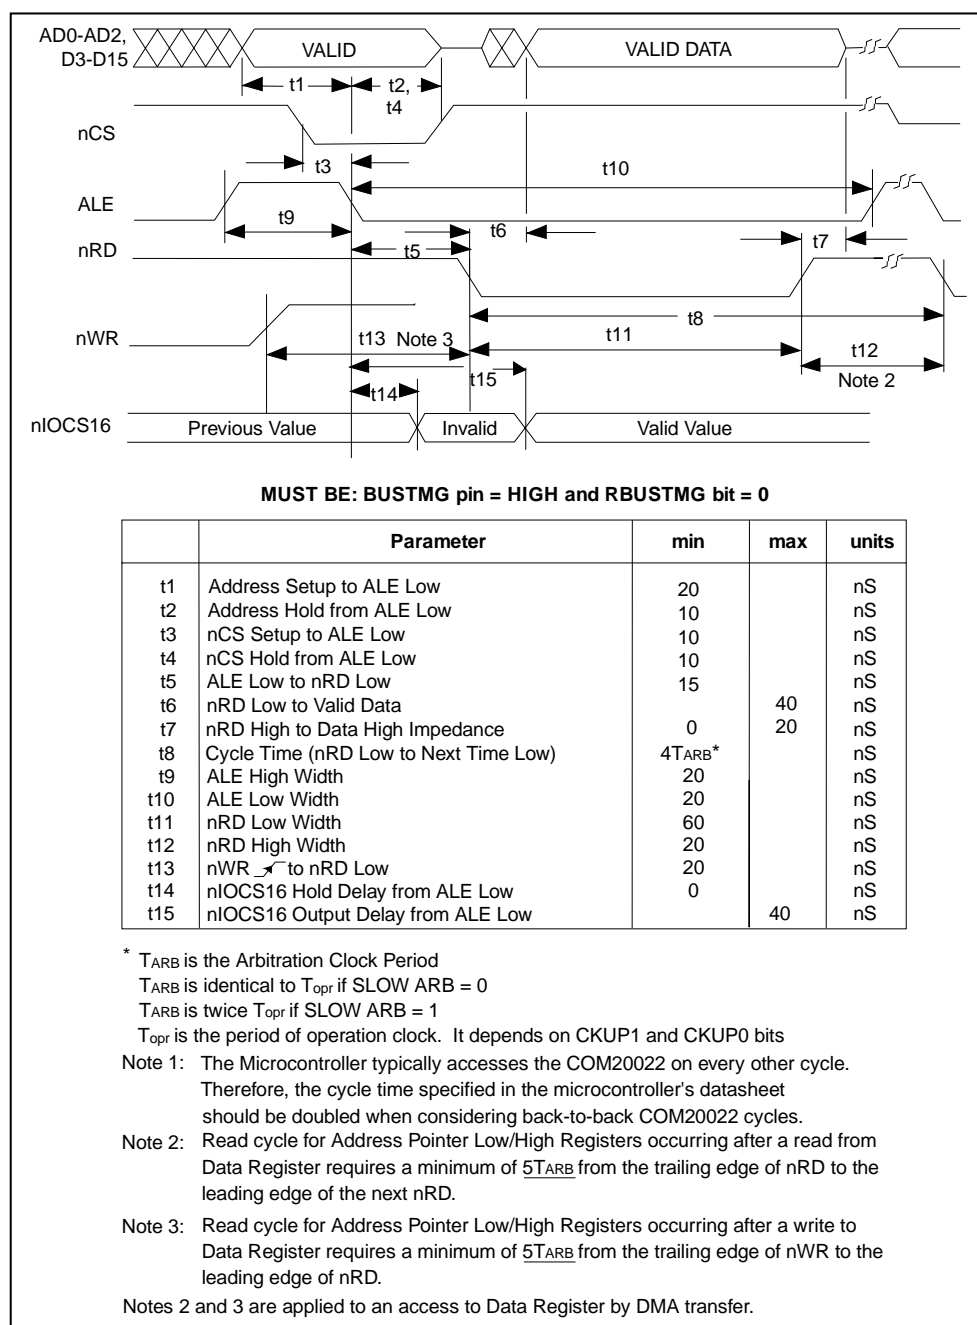 AD0-AD2,
D3-D15
VALID
VALID DATA
t1
t2,
t4
nCS
t3
t10
ALE
t9
t6
t7
nRD
t5
t8
nWR
t13 Note 3
t11
t12
Note 2
t15
t14
nIOCS16
Previous Value
Invalid
Valid Value
MUST BE: BUSTMG pin = HIGH and RBUSTMG bit = 0
Parameter min max units
t1 Address Setup to ALE Low 20 nS
t2 Address Hold from ALE Low 10 nS
t3 nCS Setup to ALE Low 10 nS
t4 nCS Hold from ALE Low 10 nS
t5 ALE Low to nRD Low 15 nS
t6 nRD Low to Valid Data 40 nS
t7 nRD High to Data High Impedance 0 20 nS
t8 Cycle Time (nRD Low to Next Time Low) 4TARB* nS
t9 ALE High Width 20 nS
t10 ALE Low Width 20 nS
t11 nRD Low Width 60 nS
t12 nRD High Width 20 nS
t13 nWR to nRD Low 20 nS
t14 nIOCS16 Hold Delay from ALE Low 0 nS
t15 nIOCS16 Output Delay from ALE Low 40 nS
* TARB is the Arbitration Clock Period
TARB is identical to Topr if SLOW ARB = 0
TARB is twice Topr if SLOW ARB = 1
Topr is the period of operation clock. It depends on CKUP1 and CKUP0 bits
Note 1: The Microcontroller typically accesses the COM20022 on every other cycle.
Therefore, the cycle time specified in the microcontroller's datasheet
should be doubled when considering back-to-back COM20022 cycles.
Note 2: Read cycle for Address Pointer Low/High Registers occurring after a read from
Data Register requires a minimum of 5TARB from the trailing edge of nRD to the
leading edge of the next nRD.
Note 3: Read cycle for Address Pointer Low/High Registers occurring after a write to
Data Register requires a minimum of 5TARB from the trailing edge of nWR to the
leading edge of nRD.
Notes 2 and 3 are applied to an access to Data Register by DMA transfer.